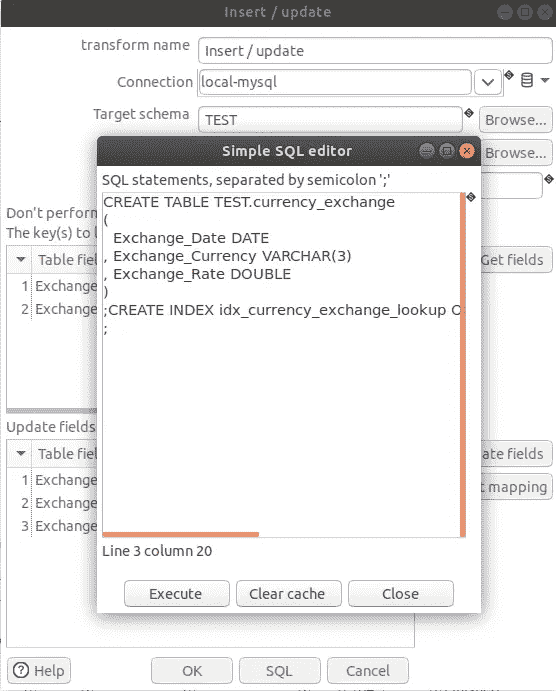 Insert / update
transform name Insert / update
Connection local-mysql
Target schema TEST Browse...
Browse...
Simple SQL editor
SQL statements, separated by semicolon ';'
CREATE TABLE TEST.currency_exchange
(
Exchange_Date DATE
, Exchange_Currency VARCHAR(3)
, Exchange_Rate DOUBLE
)
;CREATE INDEX idx_currency_exchange_lookup
;
Line 3 column 20
Execute Clear cache Close
Don't perform
The key(s) to
Table Get fields
1 Exchange
2 Exchange
Update fields
Table fields
1 Exchange
2 Exchange mapping
3 Exchange
Help OK SQL Cancel